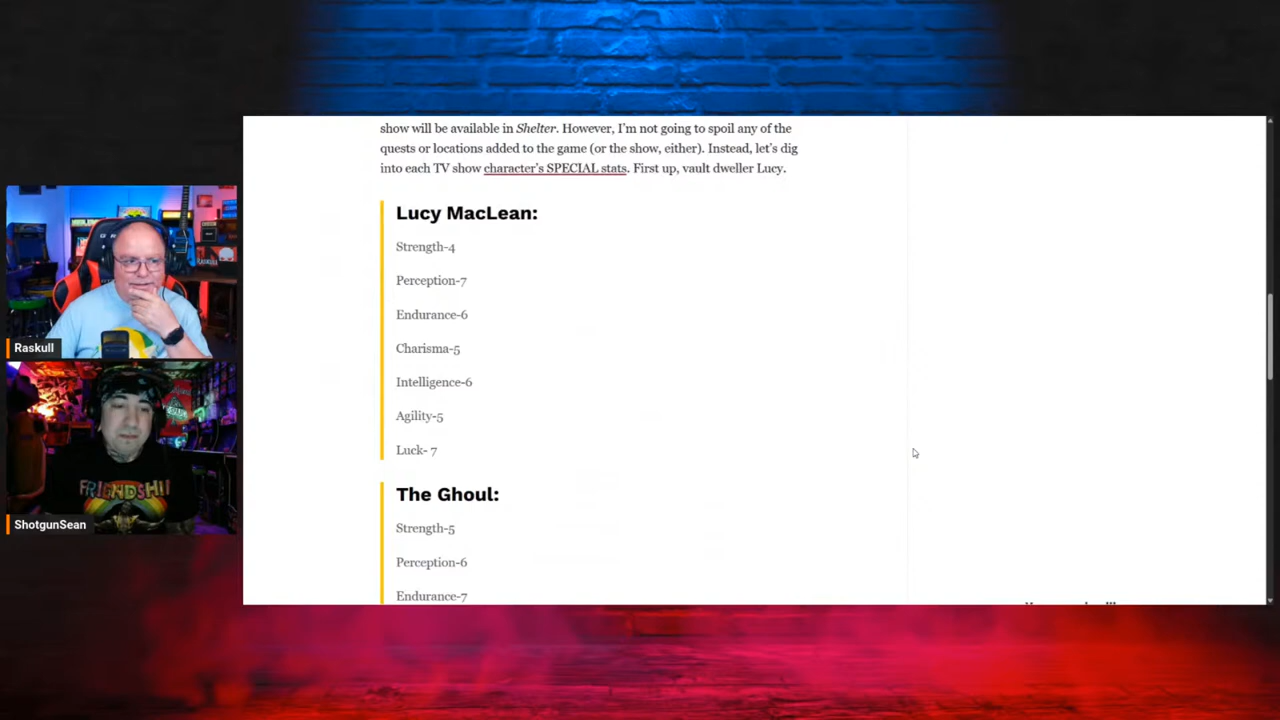 show will be available in Shelter. However, I'm not going to spoil any of the
quests or locations added to the game (or the show, either). Instead, let's dig
into each TV show character's SPECIAL stats. First up, vault dweller Lucy.
Lucy MacLean:
Strength-4
Perception-7
Endurance-6
Charisma-5
Intelligence-6
Agility-5
Luck- 7
The Ghoul:
Strength-5
Perception-6
Endurance-7
Raskull
FRIENDSHI
ShotgunSean